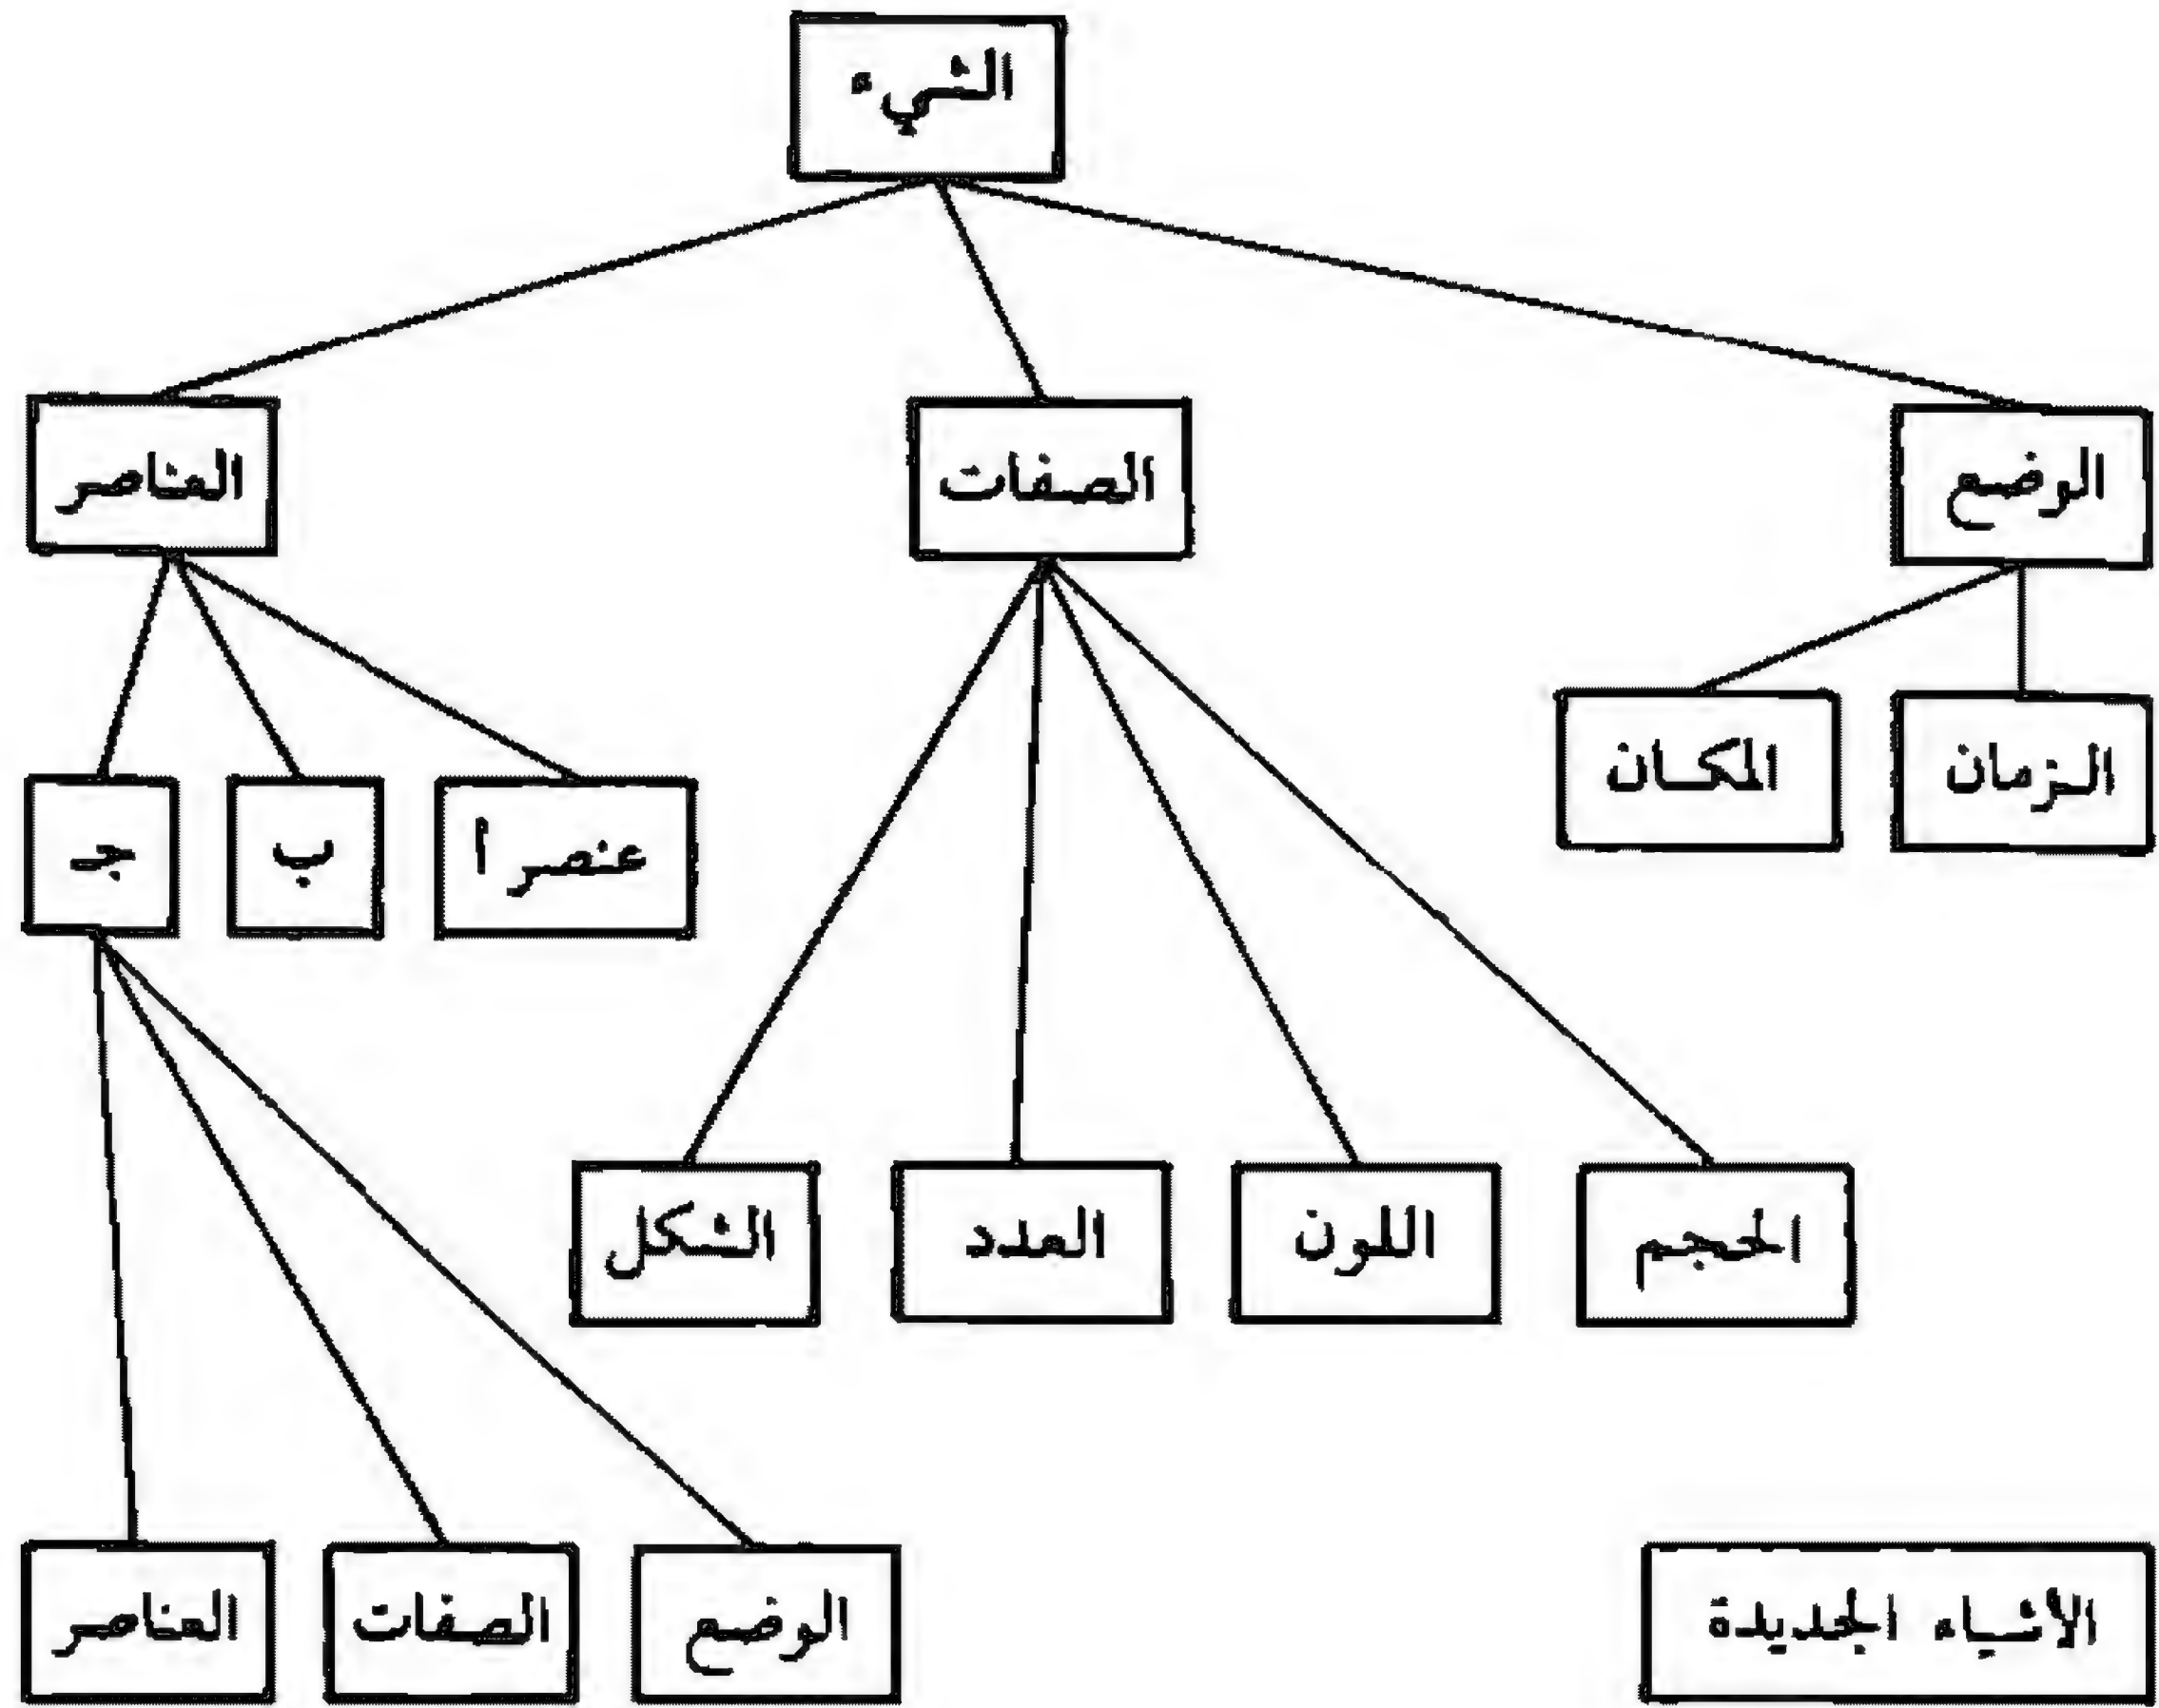 الشيء
الوضع
الصفات
العناصر
الزمان
المكان
عنصر أ
ب
جـ
الحجم
اللون
العدد
الشكل
الأشياء الجديدة
الوضع
الصفات
العناصر